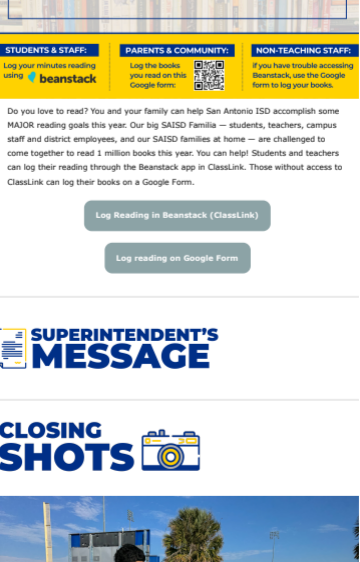 STUDENTS & STAFF:
Log your minutes reading
using beanstack
PARENTS & COMMUNITY:
Log the books
you read on this
Google form:
NON-TEACHING STAFF:
If you have trouble accessing
Beanstack, use the Google
form to log your books.
Do you love to read? You and your family can help San Antonio ISD accomplish some
MAJOR reading goals this year. Our big SAISD Familia — students, teachers, campus
staff and district employees, and our SAISD families at home — are challenged to
come together to read 1 million books this year. You can help! Students and teachers
can log their reading through the Beanstack app in ClassLink. Those without access to
ClassLink can log their books on a Google Form.
Log Reading in Beanstack (ClassLink)
Log reading on Google Form
SUPERINTENDENT'S
MESSAGE
CLOSING
SHOTS